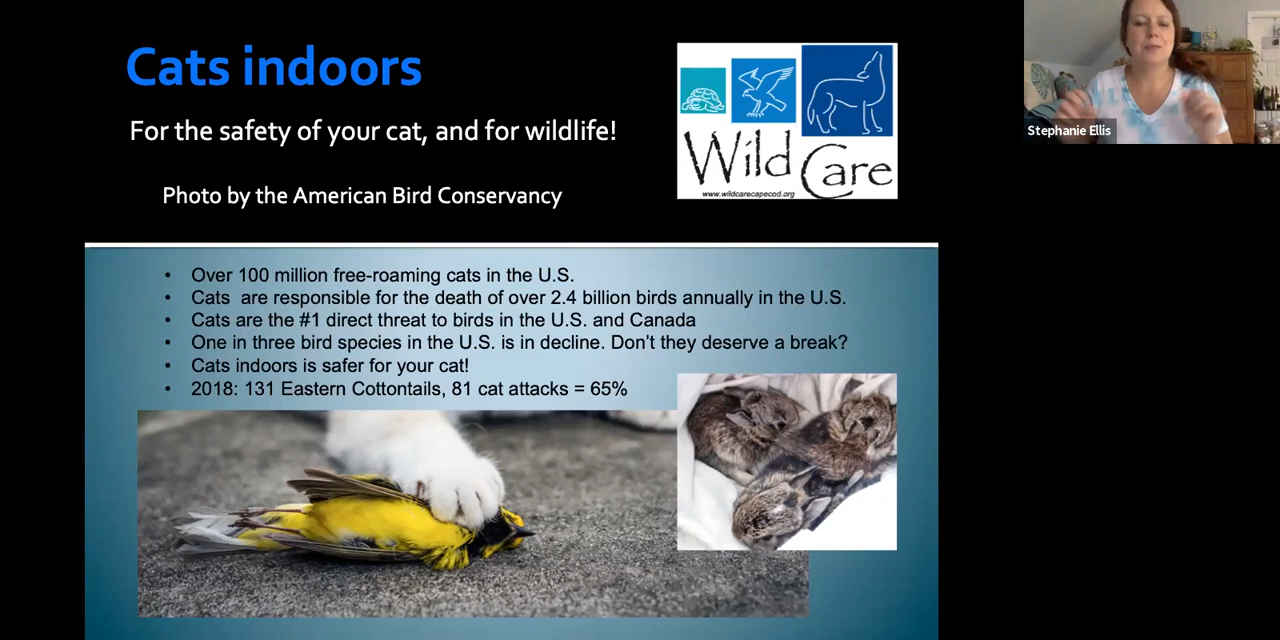 Cats indoors
For the safety of your cat, and for wildlife!
Photo by the American Bird Conservancy
Wild Care
www.wildcarecapecod.org
Stephanie Ellis
• Over 100 million free-roaming cats in the U.S.
• Cats  are responsible for the death of over 2.4 billion birds annually in the U.S.
• Cats are the #1 direct threat to birds in the U.S. and Canada
• One in three bird species in the U.S. is in decline. Don’t they deserve a break?
• Cats indoors is safer for your cat!
• 2018: 131 Eastern Cottontails, 81 cat attacks = 65%